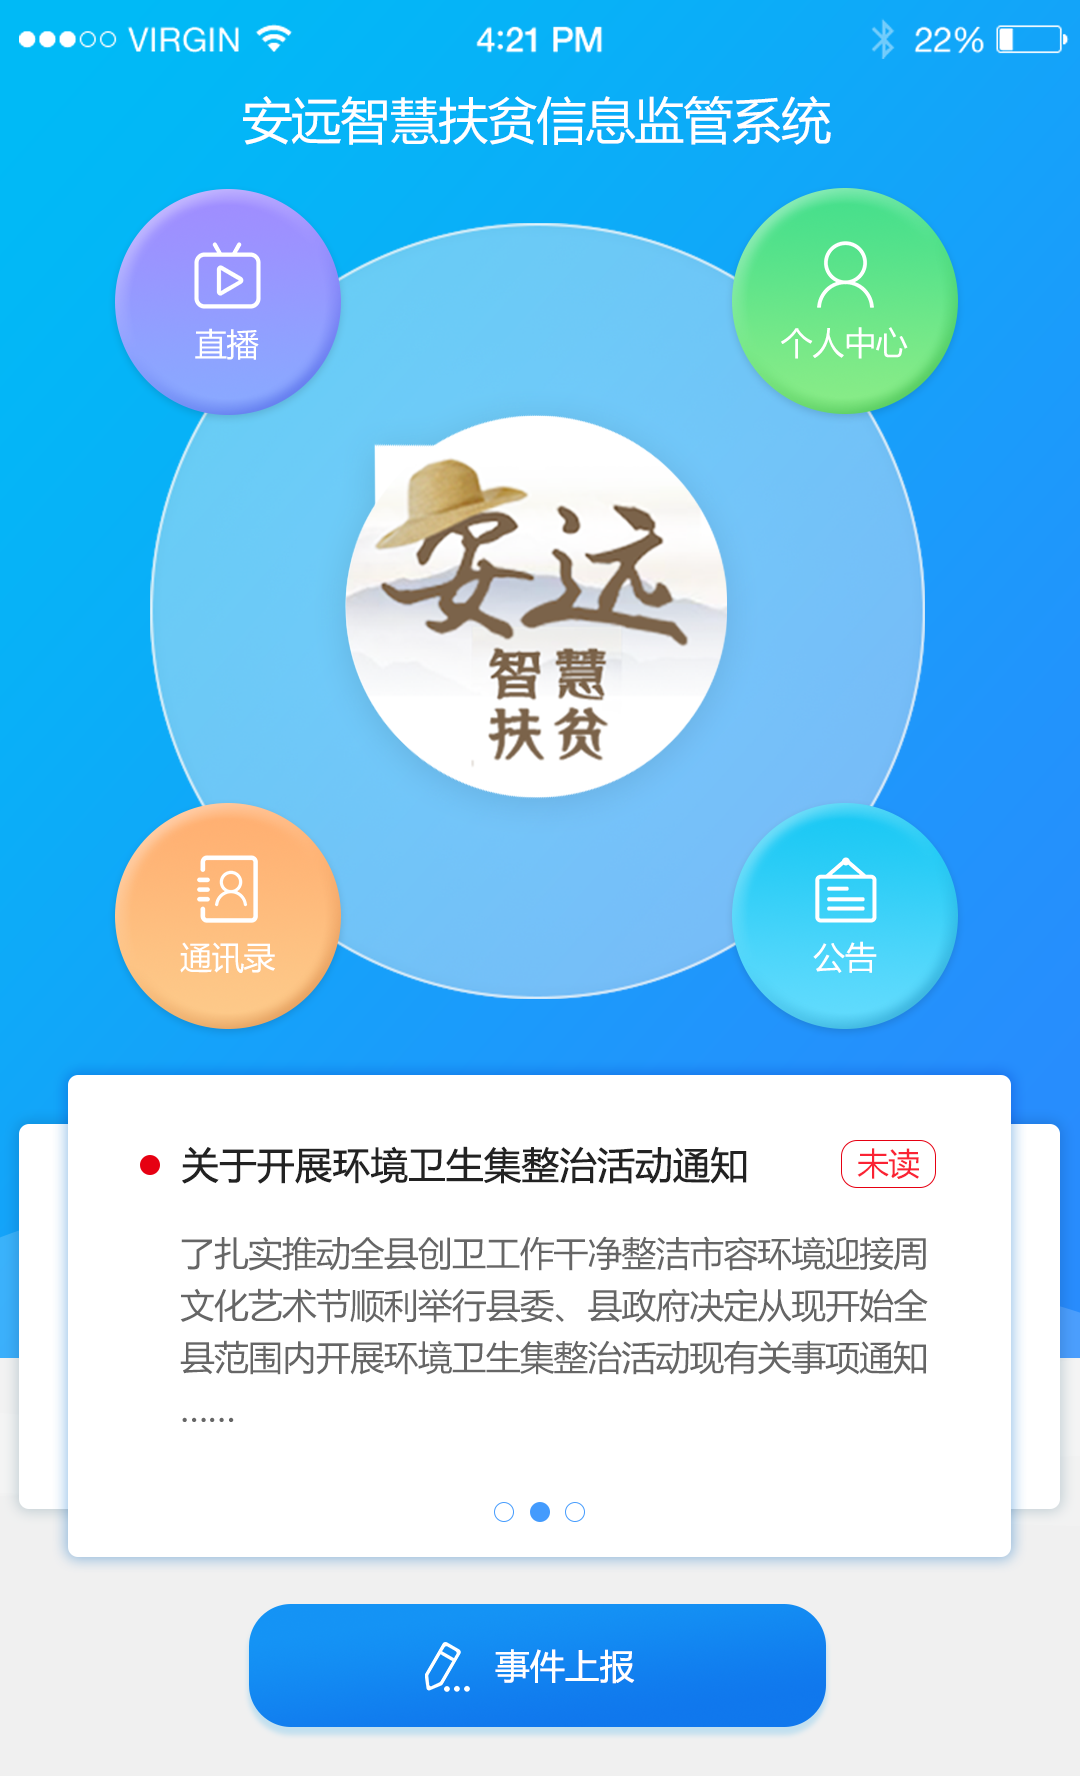 VIRGIN
4:21 PM
22%
安远智慧扶贫信息监管系统
直播
个人中心
安远
智慧
扶贫
通讯录
公告
关于开展环境卫生集整治活动通知
未读
了扎实推动全县创卫工作干净整洁市容环境迎接周
文化艺术节顺利举行县委、县政府决定从现开始全
县范围内开展环境卫生集整治活动现有关事项通知
......
事件上报